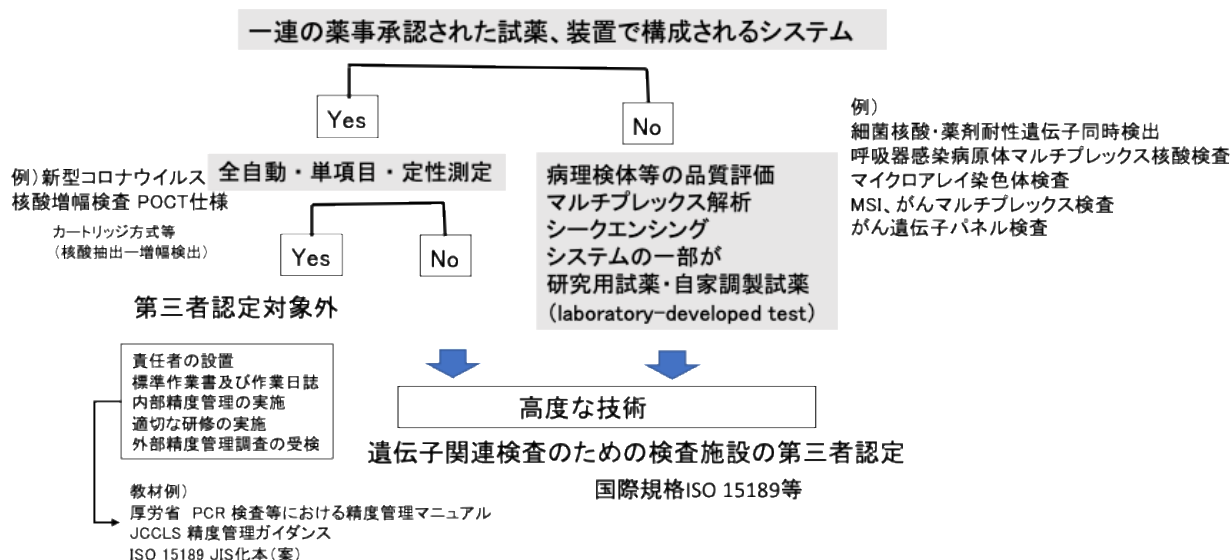 一連の薬事承認された試薬、装置で構成されるシステム
Yes
No
例）新型コロナウイルス
核酸増幅検査 POCT仕様
カートリッジ方式等
（核酸抽出ー増幅検出）
全自動・単項目・定性測定
Yes
No
第三者認定対象外
病理検体等の品質評価
マルチプレックス解析
シークエンシング
システムの一部が
研究用試薬・自家調製試薬
（laboratory-developed test）
例）
細菌核酸・薬剤耐性遺伝子同時検出
呼吸器感染病原体マルチプレックス核酸検査
マイクロアレイ染色体検査
MSI、がんマルチプレックス検査
がん遺伝子パネル検査
責任者の設置
標準作業書及び作業日誌
内部精度管理の実施
適切な研修の実施
外部精度管理調査の受検
高度な技術
遺伝子関連検査のための検査施設の第三者認定
国際規格ISO 15189等
教材例）
厚労省 PCR 検査等における精度管理マニュアル
JCCLS 精度管理ガイダンス
ISO 15189 JIS化本（案）